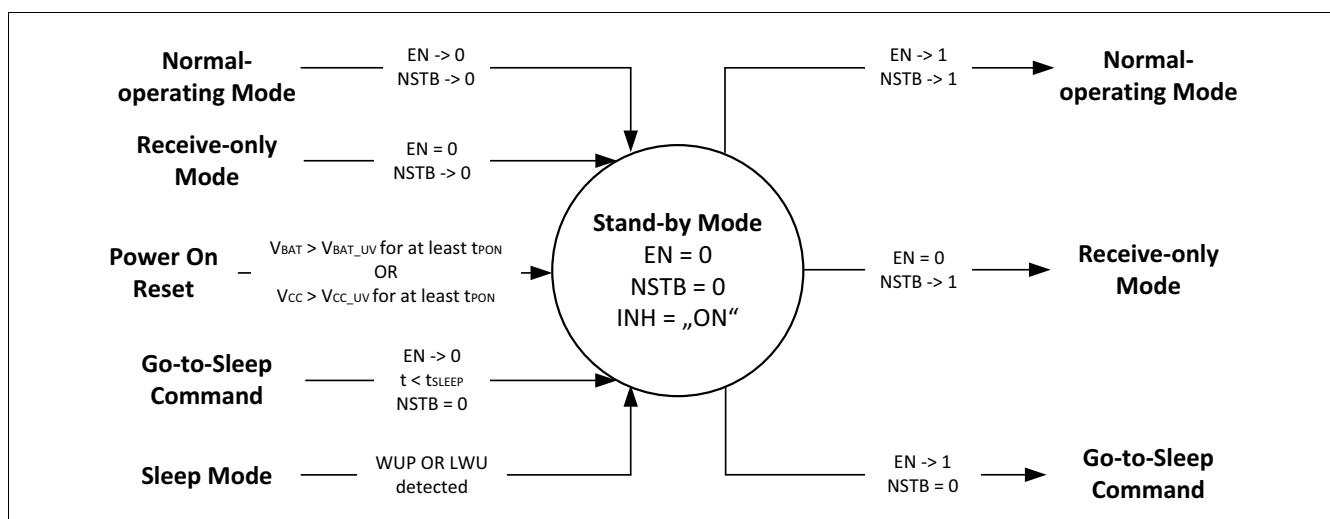 Normal-
operating Mode
EN -> 0
NSTB -> 0
Receive-only
Mode
EN = 0
NSTB -> 0
Power On
Reset
VBAT > VBAT_UV for at least tPON
OR
VCC > VCC_UV for at least tPON
Go-to-Sleep
Command
EN -> 0
t < tSLEEP
NSTB = 0
Sleep Mode
WUP OR LWU
detected
Stand-by Mode
EN = 0
NSTB = 0
INH = „ON“
EN -> 1
NSTB -> 1
Normal-
operating Mode
EN = 0
NSTB -> 1
Receive-only
Mode
EN -> 1
NSTB = 0
Go-to-Sleep
Command